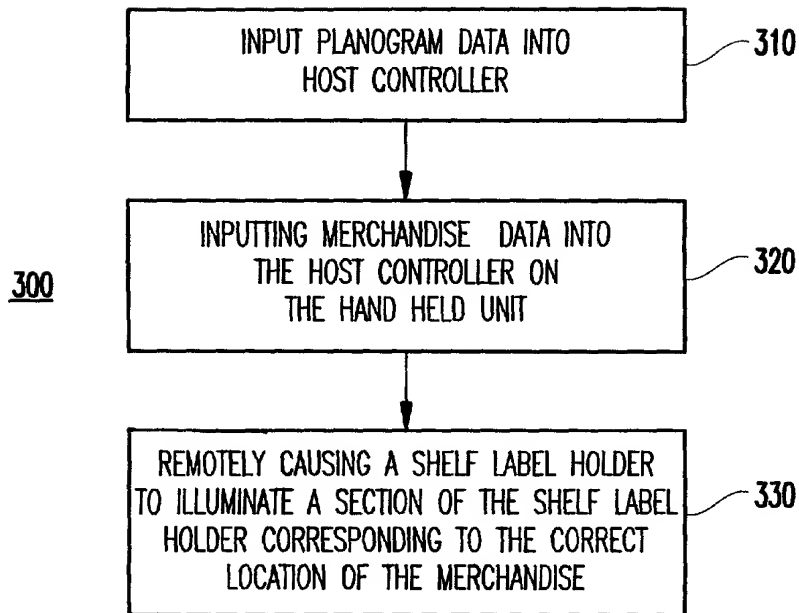 INPUT PLANOGRAM DATA INTO
HOST CONTROLLER
310
INPUTTING MERCHANDISE DATA INTO
THE HOST CONTROLLER ON
THE HAND HELD UNIT
320
300
REMOTELY CAUSING A SHELF LABEL HOLDER
TO ILLUMINATE A SECTION OF THE SHELF LABEL
HOLDER CORRESPONDING TO THE CORRECT
LOCATION OF THE MERCHANDISE
330